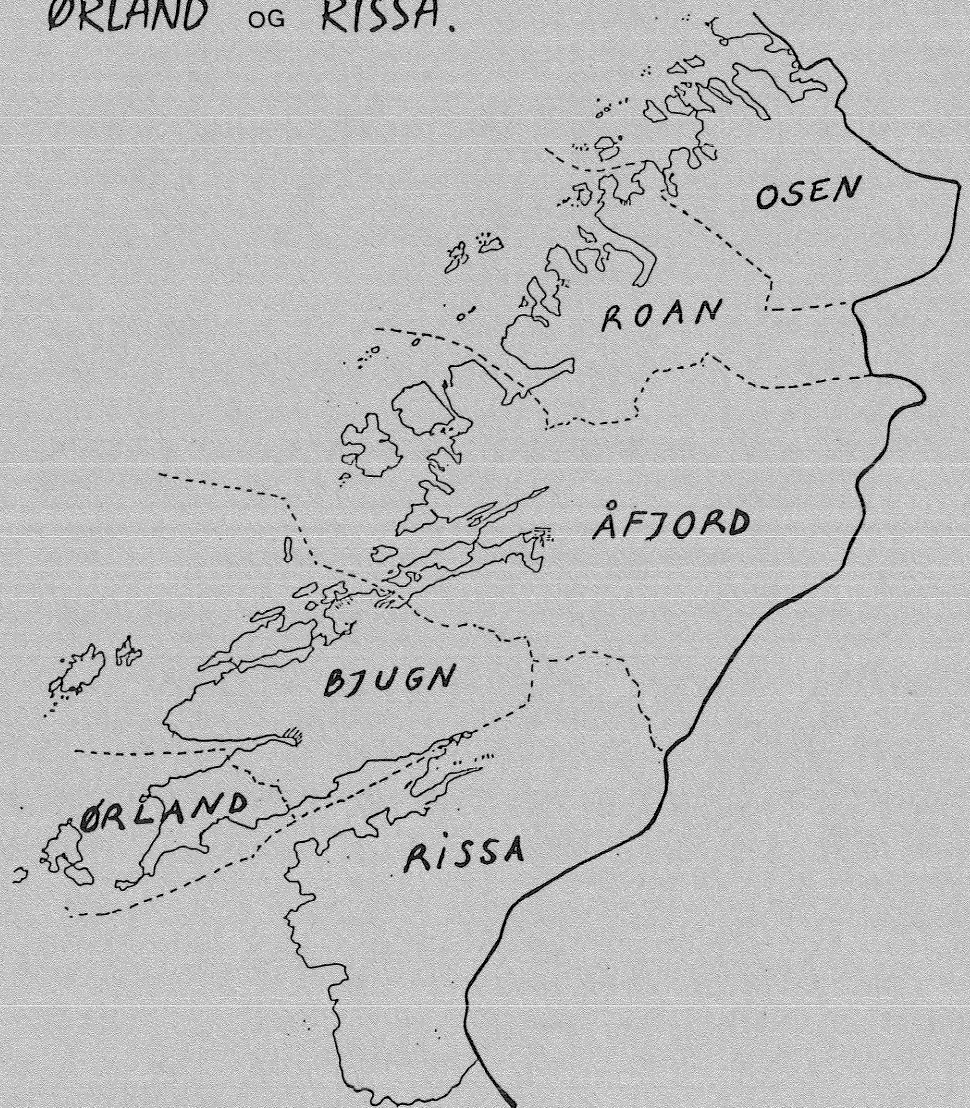 ØRLAND OG RISSA.
OSEN
ROAN
ÅFJORD
BJUGN
ØRLAND
RISSA